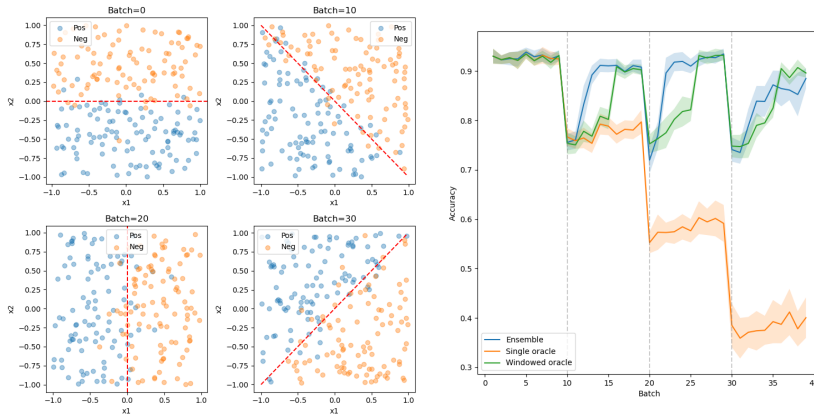 Batch=0
Pos
Neg
1.00
0.75
0.50
0.25
0.00
−0.25
−0.50
−0.75
−1.00
x2
−1.0 −0.5 0.0 0.5 1.0
x1
Batch=10
Pos
Neg
1.00
0.75
0.50
0.25
0.00
−0.25
−0.50
−0.75
−1.00
x2
−1.0 −0.5 0.0 0.5 1.0
x1
Batch=20
Pos
Neg
1.00
0.75
0.50
0.25
0.00
−0.25
−0.50
−0.75
−1.00
x2
−1.0 −0.5 0.0 0.5 1.0
x1
Batch=30
Pos
Neg
1.00
0.75
0.50
0.25
0.00
−0.25
−0.50
−0.75
−1.00
x2
−1.0 −0.5 0.0 0.5 1.0
x1
0.9
0.8
0.7
0.6
0.5
0.4
0.3
Accuracy
Ensemble
Single oracle
Windowed oracle
0 5 10 15 20 25 30 35
Batch